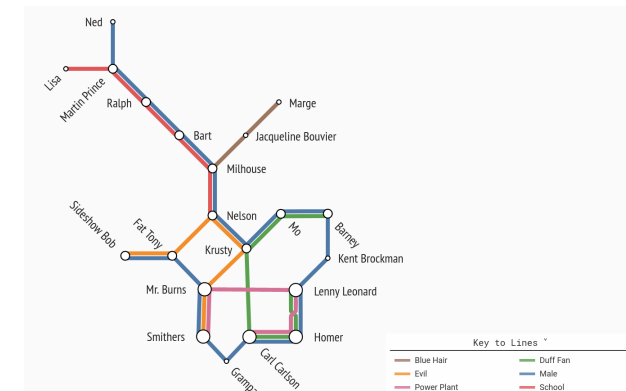 Ned
Lisa
Martin Prince
Ralph
Marge
Bart
Jacqueline Bouvier
Milhouse
Sideshow Bob
Fat Tony
Nelson
Mo
Barney
Krusty
Kent Brockman
Mr. Burns
Lenny Leonard
Smithers
Homer
Carl Carlson
Key to Lines ˅
Blue Hair
Duff Fan
Evil
Male
Power Plant
School